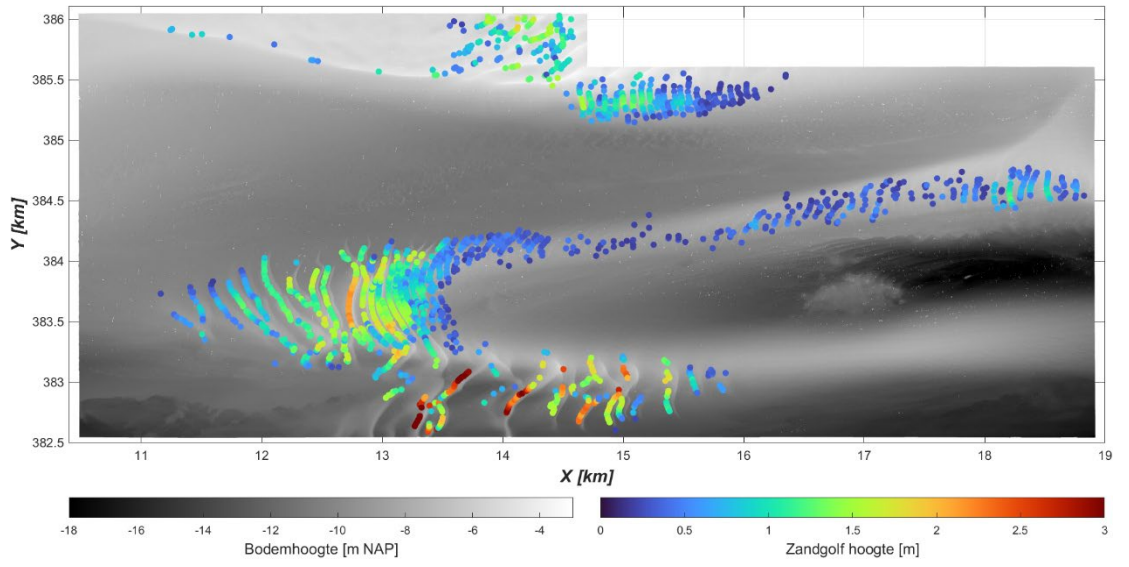 386
385.5
385
384.5
384
383.5
383
382.5
Y [km]
11 12 13 14 15 16 17 18 19
X [km]
-18 -16 -14 -12 -10 -8 -6 -4
Bodemhoogte [m NAP]
0 0.5 1 1.5 2 2.5 3
Zandgolf hoogte [m]